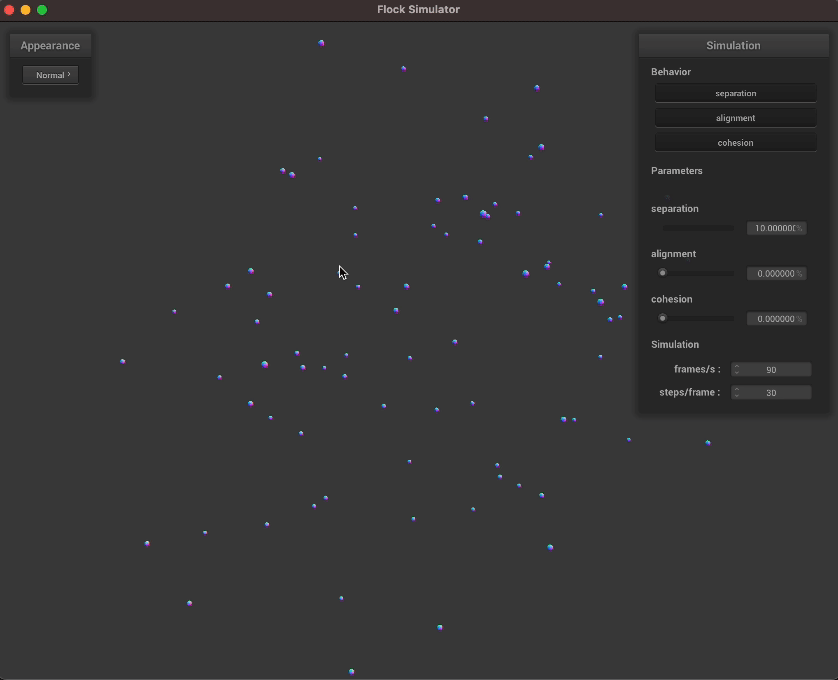 Flock Simulator
Appearance
Normal
Simulation
Behavior
separation
alignment
cohesion
Parameters
separation
10.000000%
alignment
0.000000%
cohesion
0.000000%
Simulation
frames/s : 90
steps/frame : 30